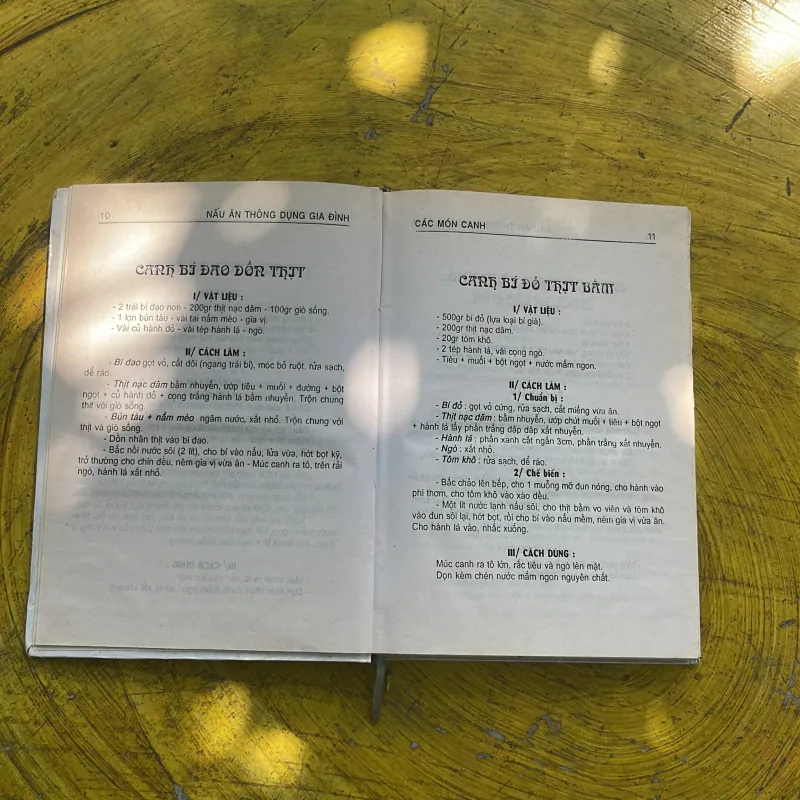 10 NẤU ĂN THÔNG DỤNG GIA ĐÌNH
CANH BÍ ĐAO DỒN THỊT
I/ VẬT LIỆU :
- 2 trái bí đao non - 200gr thịt nạc dăm - 100gr giò sống.
- 1 lọn bún tàu - vài tai nấm mèo - gia vị.
- Vài củ hành đỏ - vài tép hành lá - ngò.
II/ CÁCH LÀM :
- Bí đao gọt vỏ, cắt đôi (ngang trái bí), móc bỏ ruột, rửa sạch,
để ráo.
- Thịt nạc dăm bằm nhuyễn, ướp tiêu + muối + đường + bột
ngọt + củ hành đỏ + cọng trắng hành lá bằm nhuyễn. Trộn chung
thịt với giò sống.
- Bún tàu + nấm mèo ngâm nước, xắt nhỏ. Trộn chung với
thịt và giò sống.
- Dồn nhân thịt vào bí đao.
- Bắc nồi nước sôi (2 lít), cho bí vào nấu, lửa vừa, hớt bọt kỹ,
trở thường cho chín đều, nêm gia vị vừa ăn - Múc canh ra tô, trên rải
ngò, hành lá xắt nhỏ.
CÁC MÓN CANH 11
CANH BÍ ĐỎ THỊT BẰM
I/ VẬT LIỆU :
- 500gr bí đỏ (lựa loại bí già).
- 200gr thịt nạc dăm.
- 20gr tôm khô.
- 2 tép hành lá, vài cọng ngò.
- Tiêu + muối + bột ngọt + nước mắm ngon.
II/ CÁCH LÀM :
1/ Chuẩn bị :
- Bí đỏ : gọt vỏ cứng, rửa sạch, cắt miếng vừa ăn.
- Thịt nạc dăm : bằm nhuyễn, ướp chút muối + tiêu + bột ngọt
+ hành lá lấy phần trắng đập dập xắt nhuyễn.
- Hành lá : phần xanh cắt ngắn 3cm, phần trắng xắt nhuyễn.
- Ngò : xắt nhỏ.
- Tôm khô : rửa sạch, để ráo.
2/ Chế biến :
- Bắc chảo lên bếp, cho 1 muỗng mỡ đun nóng, cho hành vào
phi thơm, cho tôm khô vào xào đều.
- Một lít nước lạnh nấu sôi, cho thịt bằm vo viên và tôm khô
vào đun sôi lại, hớt bọt, rồi cho bí vào nấu mềm, nêm gia vị vừa ăn.
Cho hành lá vào, nhắc xuống.
III/ CÁCH DÙNG :
Múc canh ra tô lớn, rắc tiêu và ngò lên mặt.
Dọn kèm chén nước mắm ngon nguyên chất.